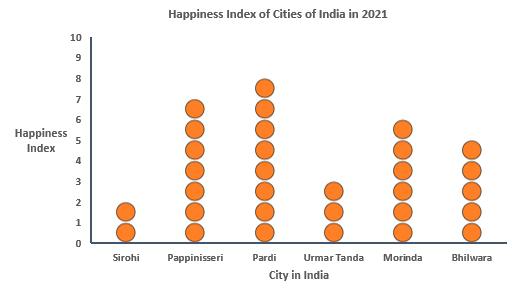 Happiness Index of Cities of India in 2021
10
9
8
7
6
5
4
3
2
1
0
Happiness
Index
Sirohi Pappinisseri Pardi Urmar Tanda Morinda Bhilwara
City in India